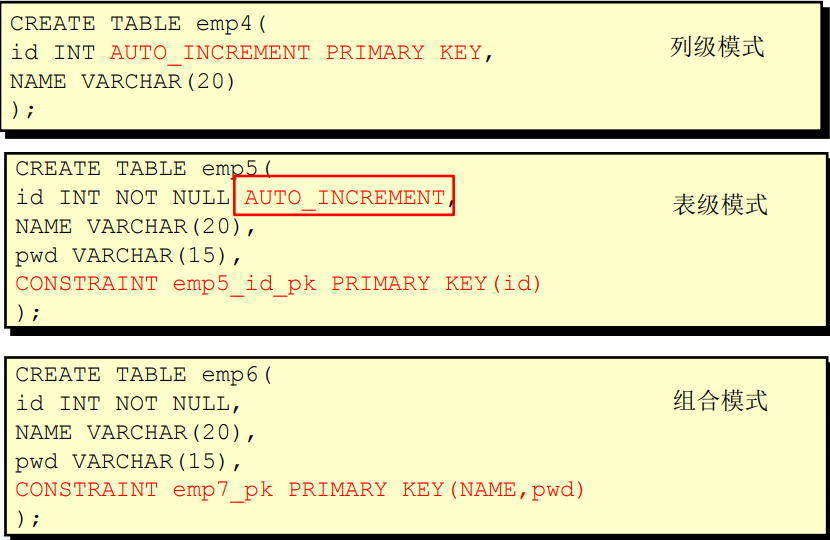 CREATE TABLE emp4(
id INT AUTO_INCREMENT PRIMARY KEY,
列级模式
NAME VARCHAR(20)
);
CREATE TABLE emp5(
id INT NOT NULL AUTO_INCREMENT,
表级模式
NAME VARCHAR(20),
pwd VARCHAR(15),
CONSTRAINT emp5_id_pk PRIMARY KEY(id)
);
CREATE TABLE emp6(
id INT NOT NULL,
组合模式
NAME VARCHAR(20),
pwd VARCHAR(15),
CONSTRAINT emp7_pk PRIMARY KEY(NAME,pwd)
);